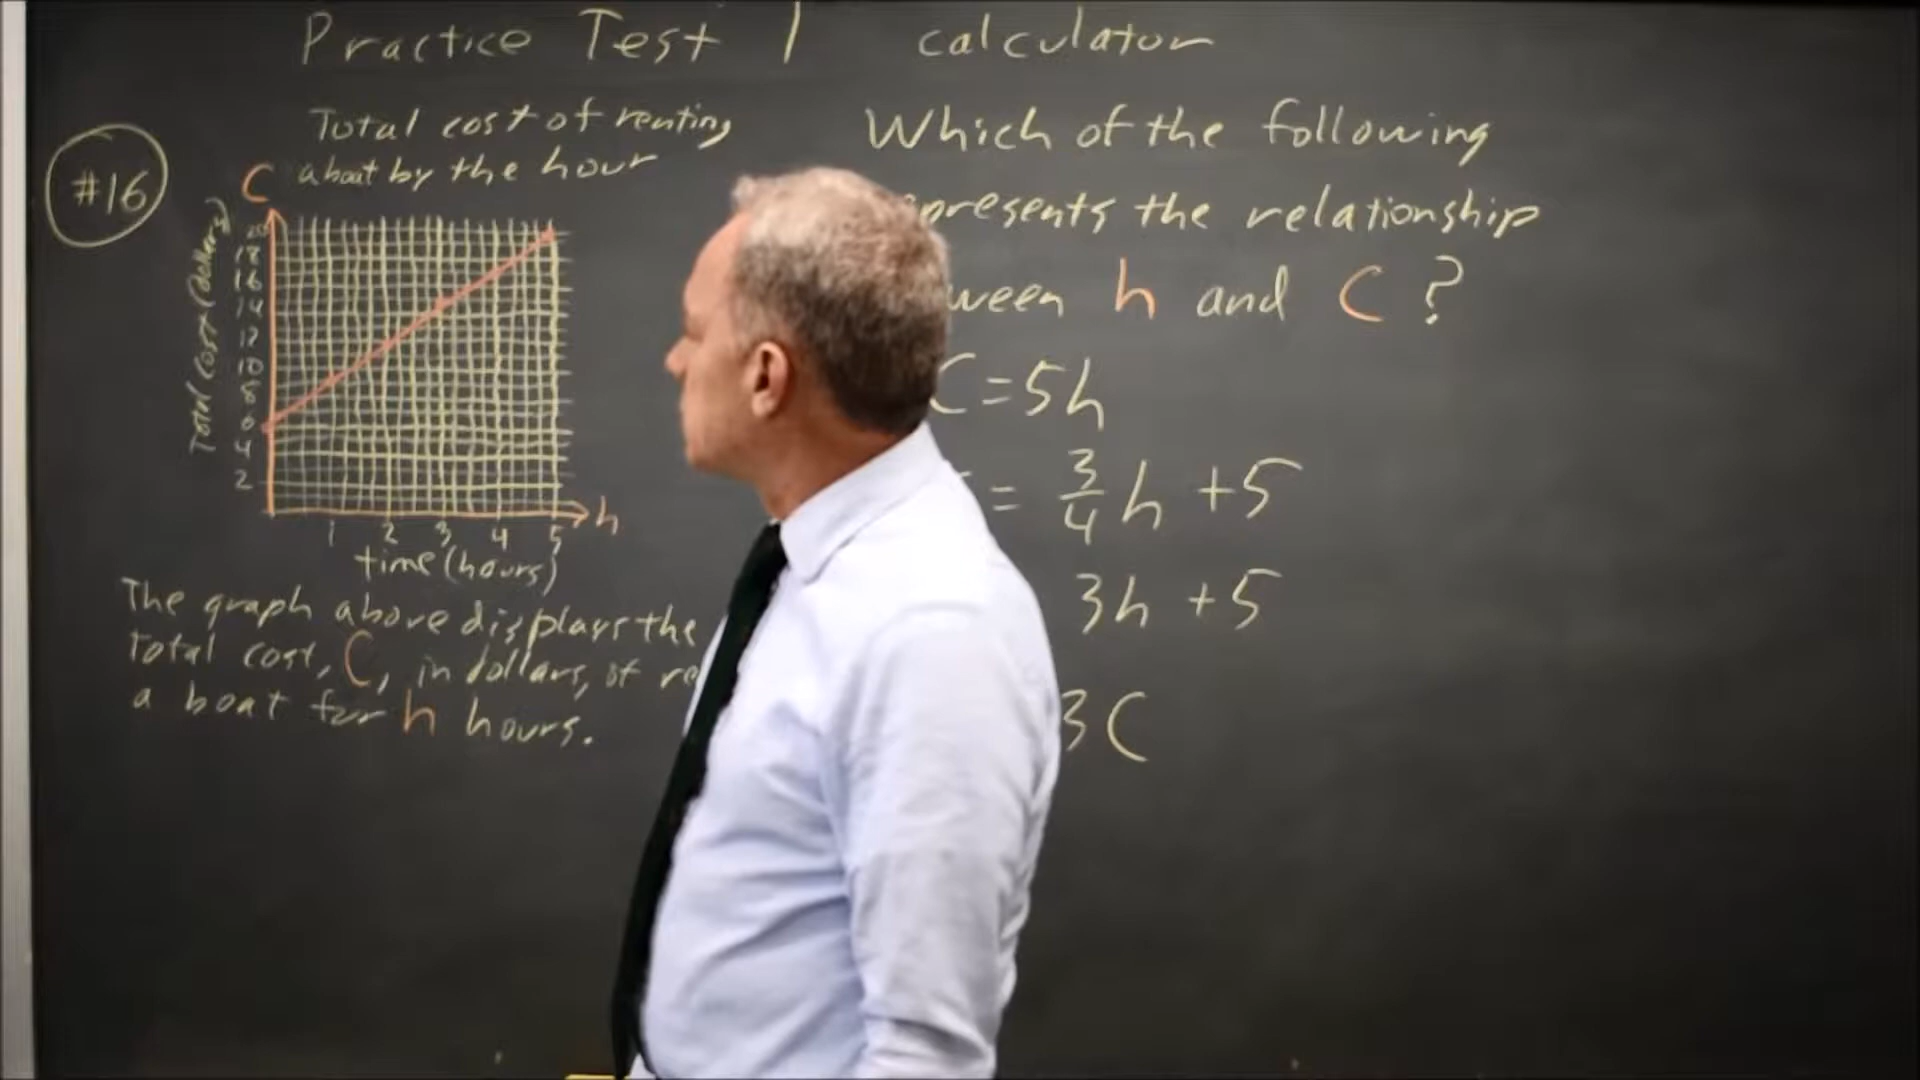 Practice Test 1 calculator
#16
Total cost of renting
a boat by the hour
C
Total cost (dollars)
20
18
16
14
12
10
8
6
4
2
1 2 3 4 5
h
time (hours)
The graph above displays the
total cost, C, in dollars, of re
a boat for h hours.
Which of the following
presents the relationship
ween h and C ?
C = 5h
= 3/4 h + 5
3h + 5
3C